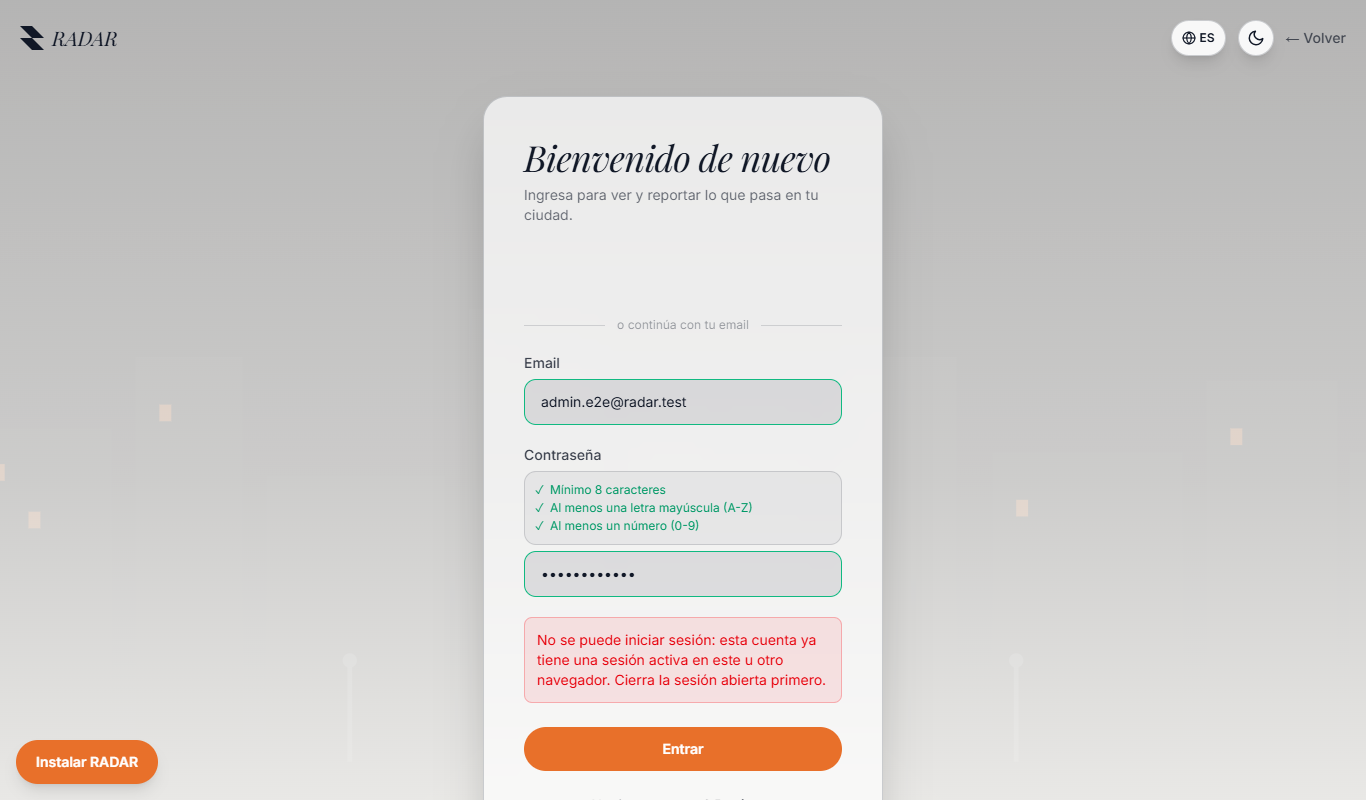 RADAR
ES
← Volver
Bienvenido de nuevo
Ingresa para ver y reportar lo que pasa en tu
ciudad.
o continúa con tu email
Email
admin.e2e@radar.test
Contraseña
✓ Mínimo 8 caracteres
✓ Al menos una letra mayúscula (A-Z)
✓ Al menos un número (0-9)
••••••••••••
No se puede iniciar sesión: esta cuenta ya
tiene una sesión activa en este u otro
navegador. Cierra la sesión abierta primero.
Entrar
Instalar RADAR